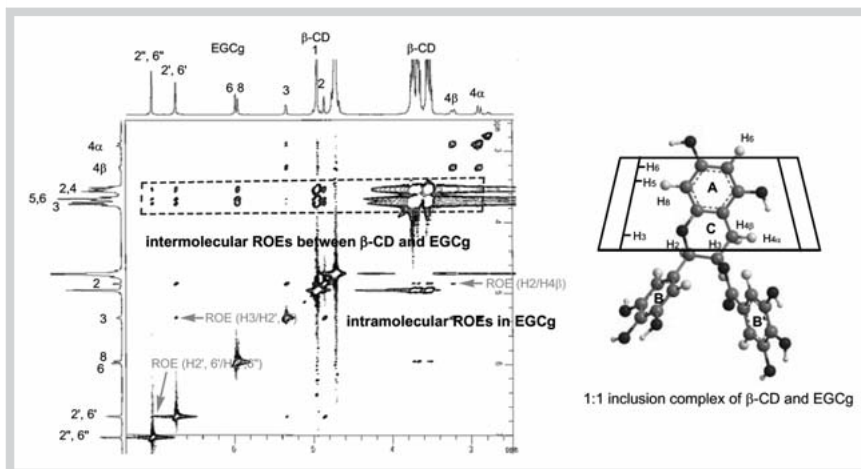 EGCg
β-CD
β-CD
2'', 6''
2', 6'
6 8
3
1
2
4β
4α
4α
4β
2,4
5,6
3
intermolecular ROEs between β-CD and EGCg
2
ROE (H2/H4β)
3
ROE (H3/H2',
intramolecular ROEs in EGCg
8
6
ROE (H2', 6'/H
2', 6'
2'', 6''
6
5
4
3
H6
H6
H5
A
H8
C
H4β
H3
H2
H3
H4α
B
B'
1:1 inclusion complex of β-CD and EGCg